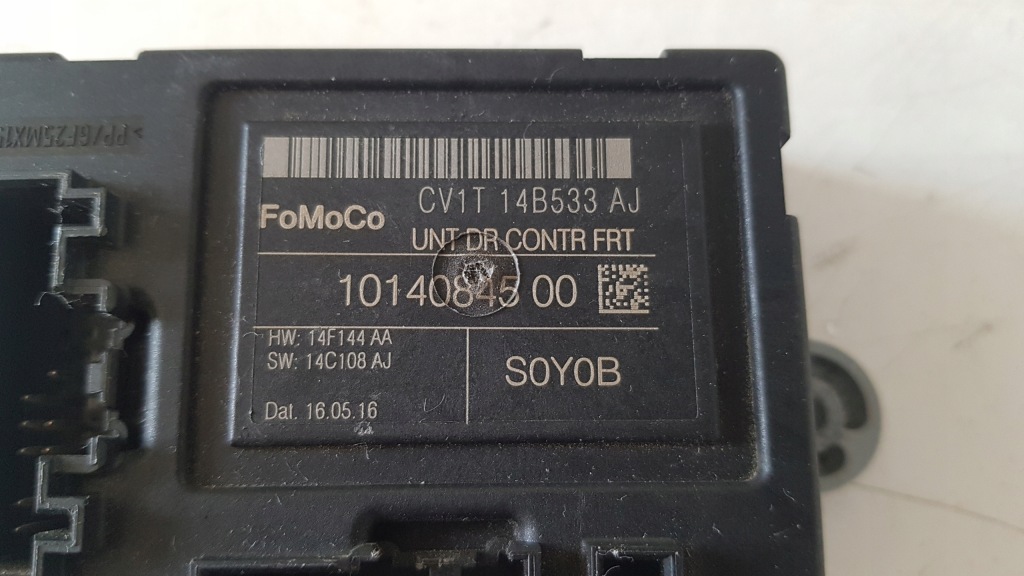 CV1T 14B533 AJ
FoMoCo
UNT DR CONTR FRT
10140845 00
HW: 14F144 AA
SW: 14C108 AJ
S0Y0B
Dat. 16.05.16